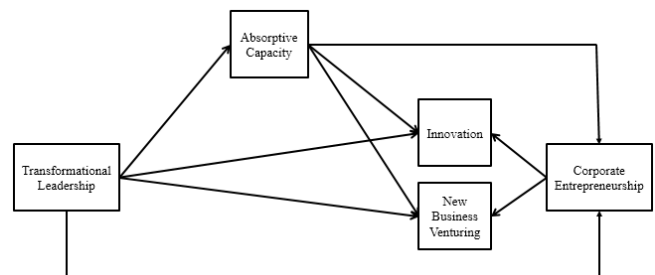 Absorptive
Capacity
Innovation
Transformational
Leadership
Corporate
Entrepreneurship
New
Business
Venturing